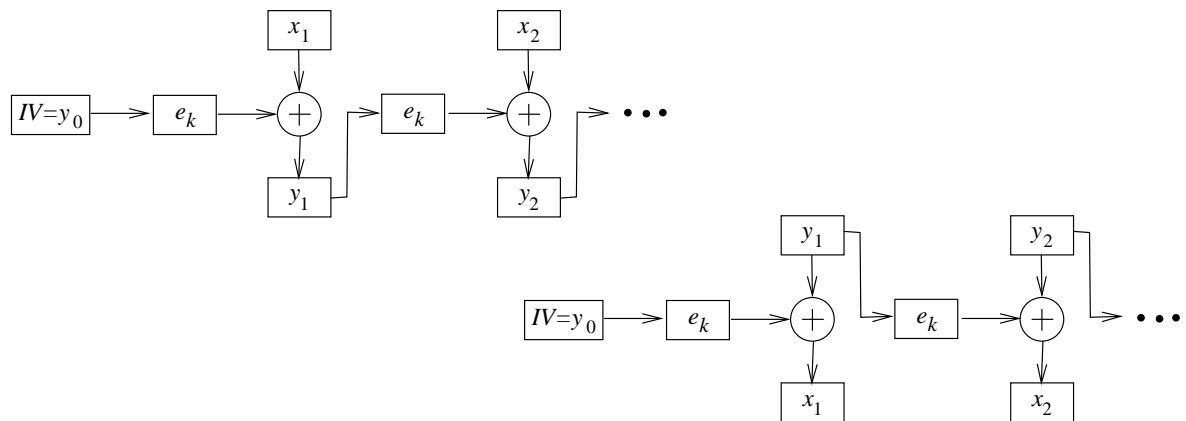 x1 x2
IV=y0 ek + ek + •••
y1 y2
y1 y2
IV=y0 ek + ek + •••
x1 x2